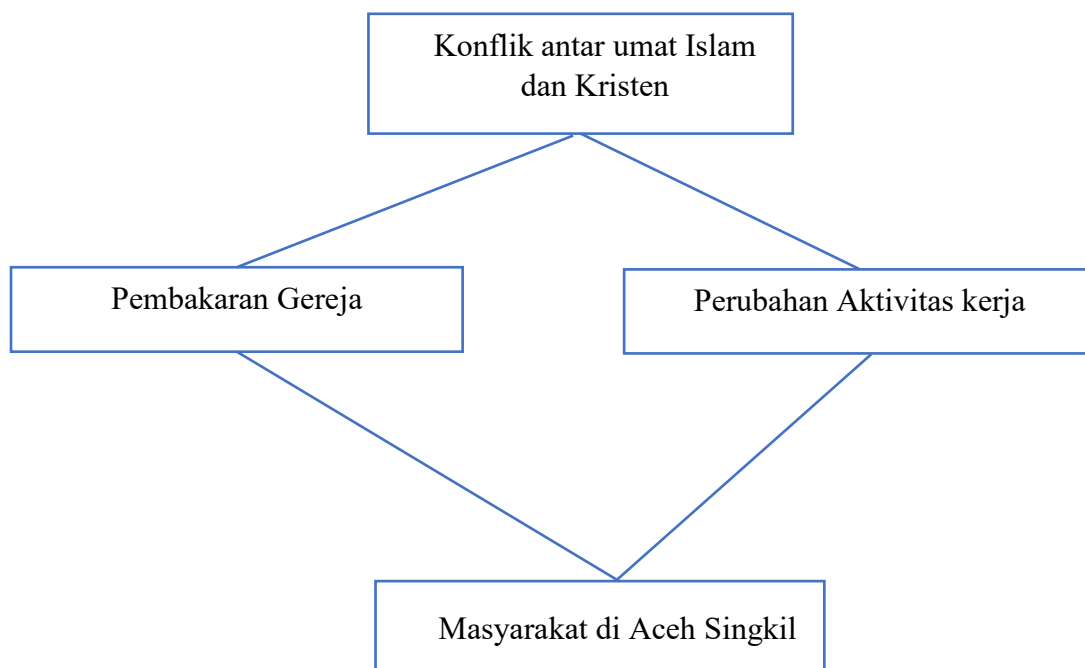 Konflik antar umat Islam
dan Kristen
Pembakaran Gereja
Perubahan Aktivitas kerja
Masyarakat di Aceh Singkil